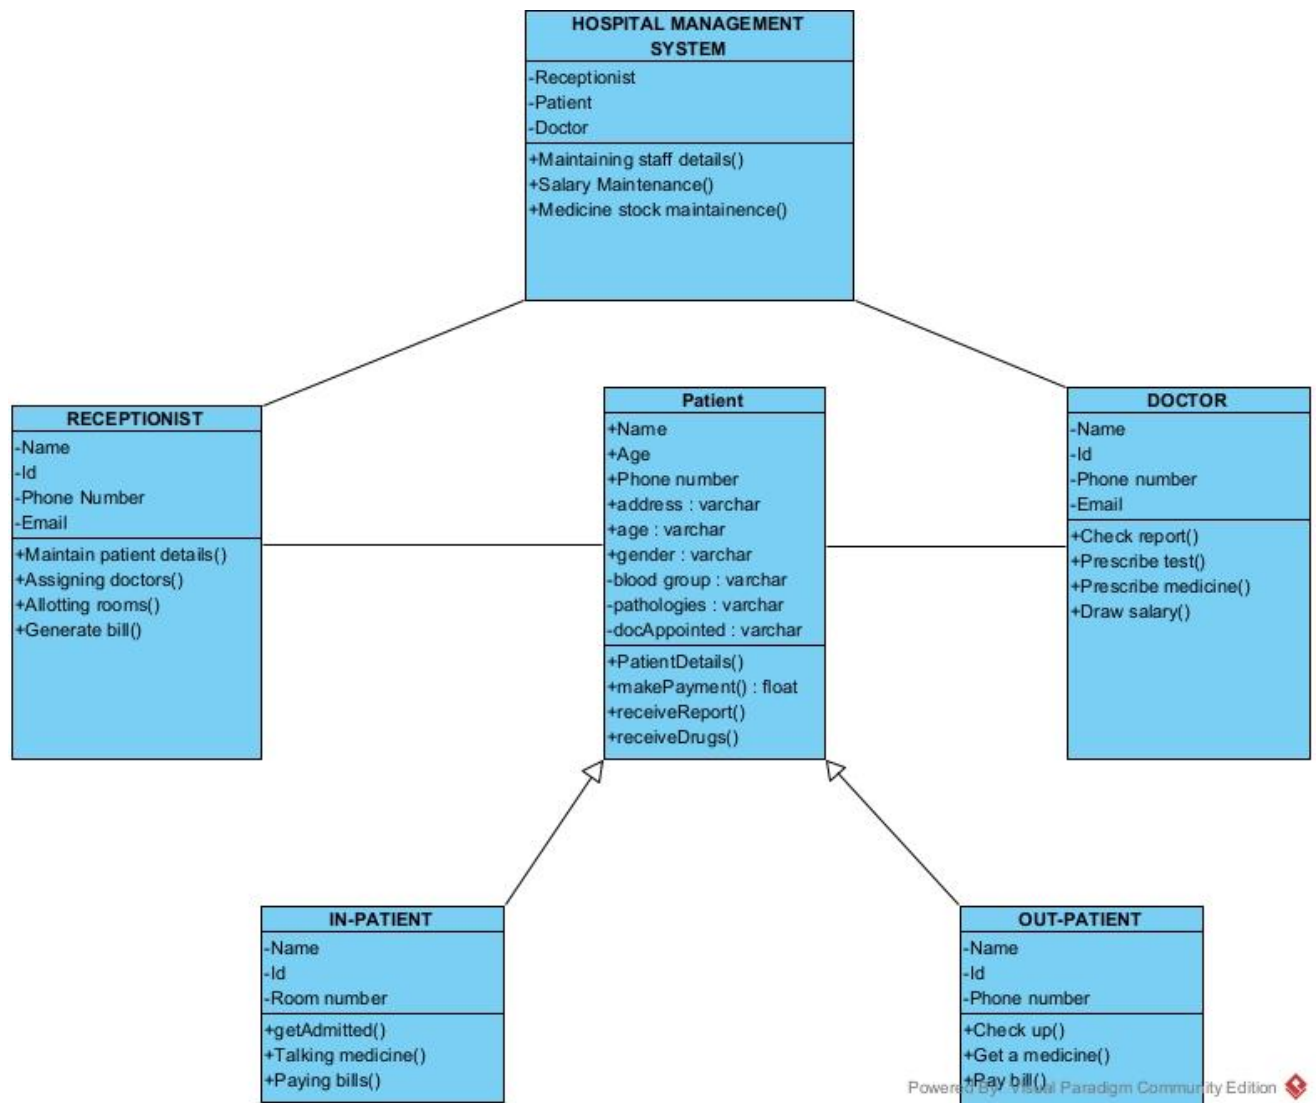 HOSPITAL MANAGEMENT
SYSTEM
-Receptionist
-Patient
-Doctor
+Maintaining staff details()
+Salary Maintenance()
+Medicine stock maintainence()
RECEPTIONIST
-Name
-Id
-Phone Number
-Email
+Maintain patient details()
+Assigning doctors()
+Allotting rooms()
+Generate bill()
Patient
+Name
+Age
+Phone number
+address : varchar
+age : varchar
+gender : varchar
-blood group : varchar
-pathologies : varchar
-docAppointed : varchar
+PatientDetails()
+makePayment() : float
+receiveReport()
+receiveDrugs()
DOCTOR
-Name
-Id
-Phone number
-Email
+Check report()
+Prescribe test()
+Prescribe medicine()
+Draw salary()
IN-PATIENT
-Name
-Id
-Room number
+getAdmitted()
+Talking medicine()
+Paying bills()
OUT-PATIENT
-Name
-Id
-Phone number
+Check up()
+Get a medicine()
+Pay bill()
Powered By Visual Paradigm Community Edition